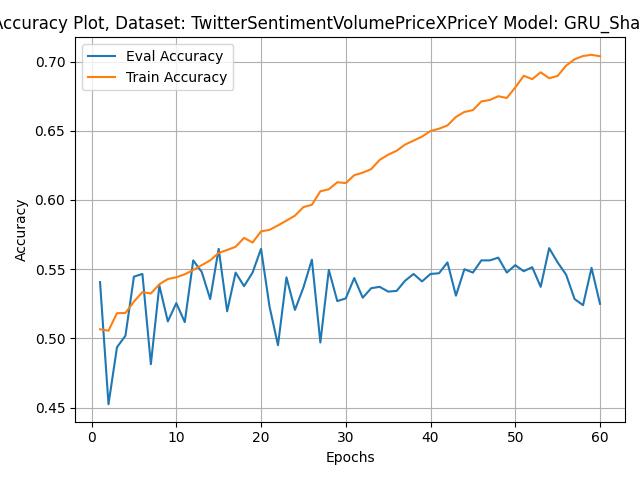 Accuracy Plot, Dataset: TwitterSentimentVolumePriceXPriceY Model: GRU_Sha
Eval Accuracy
Train Accuracy
0.70
0.65
0.60
0.55
0.50
0.45
Accuracy
0 10 20 30 40 50 60
Epochs